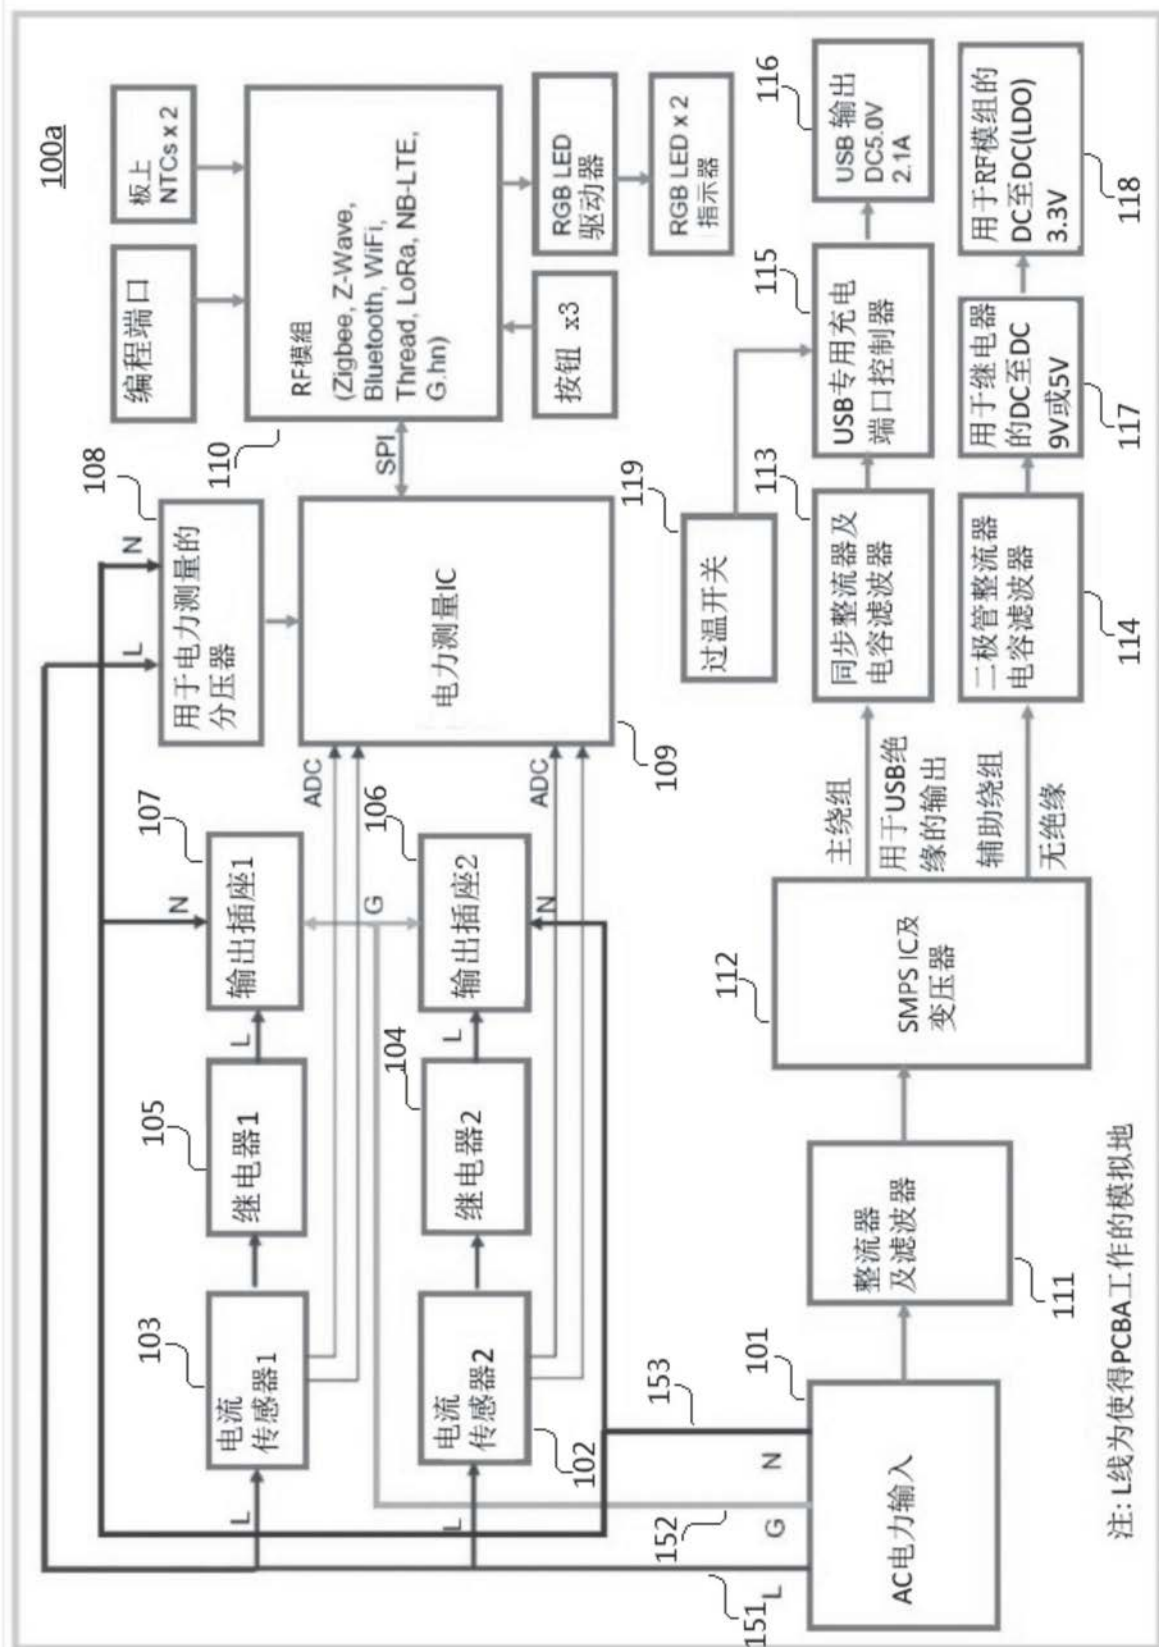 100a
编程端口
板上
NTCs x 2
108
N
L
用于电力测量的
分压器
110
RF模组
(Zigbee, Z-Wave,
Bluetooth, WiFi,
Thread, LoRa, NB-LTE,
G.hn)
SPI
按钮 x3
RGB LED
驱动器
RGB LED x 2
指示器
电力测量IC
109
ADC
ADC
103
电流
传感器1
L
105
继电器1
L
107
输出插座1
N
G
电流
传感器2
102
L
104
继电器2
L
106
输出插座2
N
119
过温开关
101
AC电力输入
L
G
N
151
152
153
整流器
及滤波器
111
112
SMPS IC及
变压器
主绕组
用于USB绝
缘的输出
辅助绕组
无绝缘
113
同步整流器及
电容滤波器
115
USB专用充电
端口控制器
116
USB 输出
DC5.0V
2.1A
二极管整流器
电容滤波器
114
用于继电器
的DC至DC
9V或5V
117
用于RF模组的
DC至DC(LDO)
3.3V
118
注: L线为使得PCBA工作的模拟地